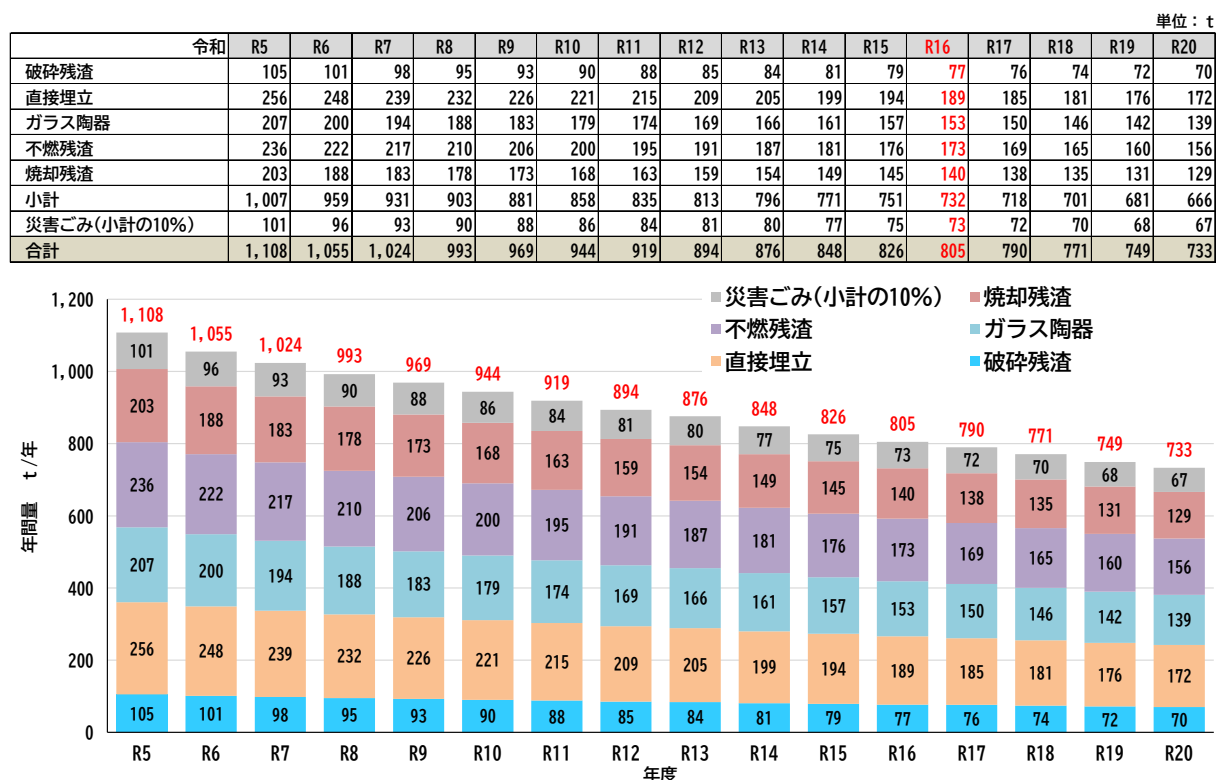 単位：t
令和 R5 R6 R7 R8 R9 R10 R11 R12 R13 R14 R15 R16 R17 R18 R19 R20
破砕残渣 105 101 98 95 93 90 88 85 84 81 79 77 76 74 72 70
直接埋立 256 248 239 232 226 221 215 209 205 199 194 189 185 181 176 172
ガラス陶器 207 200 194 188 183 179 174 169 166 161 157 153 150 146 142 139
不燃残渣 236 222 217 210 206 200 195 191 187 181 176 173 169 165 160 156
焼却残渣 203 188 183 178 173 168 163 159 154 149 145 140 138 135 131 129
小計 1,007 959 931 903 881 858 835 813 796 771 751 732 718 701 681 666
災害ごみ(小計の10%) 101 96 93 90 88 86 84 81 80 77 75 73 72 70 68 67
合計 1,108 1,055 1,024 993 969 944 919 894 876 848 826 805 790 771 749 733
災害ごみ(小計の10%) 焼却残渣
不燃残渣 ガラス陶器
直接埋立 破砕残渣
年間量 t/年
1,200
1,000
800
600
400
200
0
1,108 1,055 1,024 993 969 944 919 894 876 848 826 805 790 771 749 733
101 96 93 90 88 86 84 81 80 77 75 73 72 70 68 67
203 188 183 178 173 168 163 159 154 149 145 140 138 135 131 129
236 222 217 210 206 200 195 191 187 181 176 173 169 165 160 156
207 200 194 188 183 179 174 169 166 161 157 153 150 146 142 139
256 248 239 232 226 221 215 209 205 199 194 189 185 181 176 172
105 101 98 95 93 90 88 85 84 81 79 77 76 74 72 70
R5 R6 R7 R8 R9 R10 R11 R12 R13 R14 R15 R16 R17 R18 R19 R20
年度